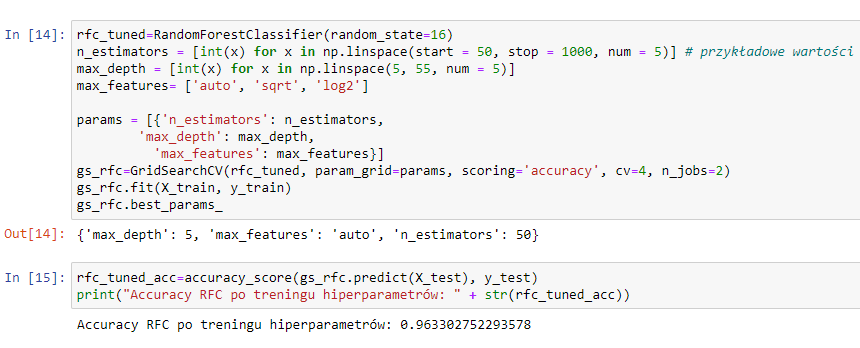 In [14]: rfc_tuned=RandomForestClassifier(random_state=16)
n_estimators = [int(x) for x in np.linspace(start = 50, stop = 1000, num = 5)] # przykładowe wartości
max_depth = [int(x) for x in np.linspace(5, 55, num = 5)]
max_features= ['auto', 'sqrt', 'log2']
params = [{'n_estimators': n_estimators,
'max_depth': max_depth,
'max_features': max_features}]
gs_rfc=GridSearchCV(rfc_tuned, param_grid=params, scoring='accuracy', cv=4, n_jobs=2)
gs_rfc.fit(X_train, y_train)
gs_rfc.best_params_
Out[14]: {'max_depth': 5, 'max_features': 'auto', 'n_estimators': 50}
In [15]: rfc_tuned_acc=accuracy_score(gs_rfc.predict(X_test), y_test)
print("Accuracy RFC po treningu hiperparametrów: " + str(rfc_tuned_acc))
Accuracy RFC po treningu hiperparametrów: 0.963302752293578